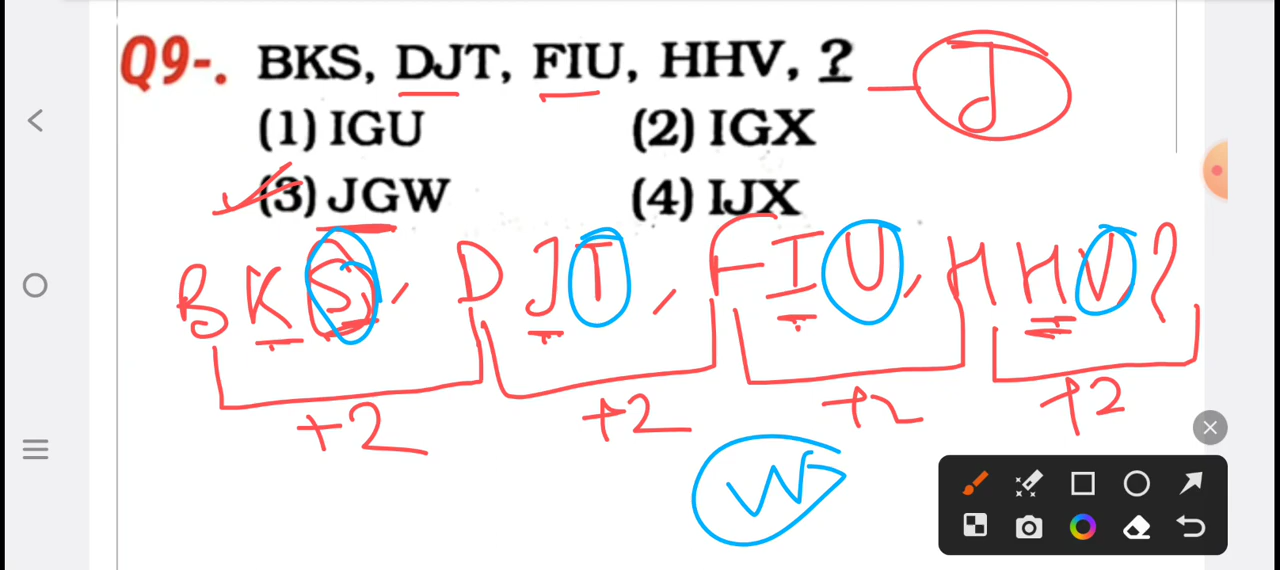 Q9-. BKS, DJT, FIU, HHV, ? - J
(1) IGU (2) IGX
(3) JGW (4) IJX
BKS, DJT, FIU, HHV, ?
+2 +2 +2 +2
W